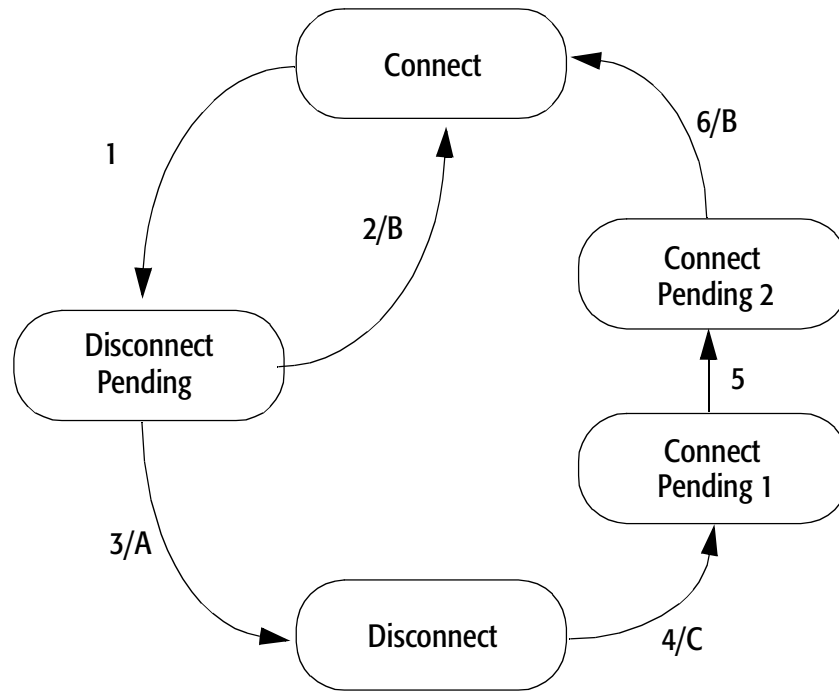 Connect
1
6/B
2/B
Connect
Pending 2
Disconnect
Pending
5
Connect
Pending 1
3/A
Disconnect
4/C